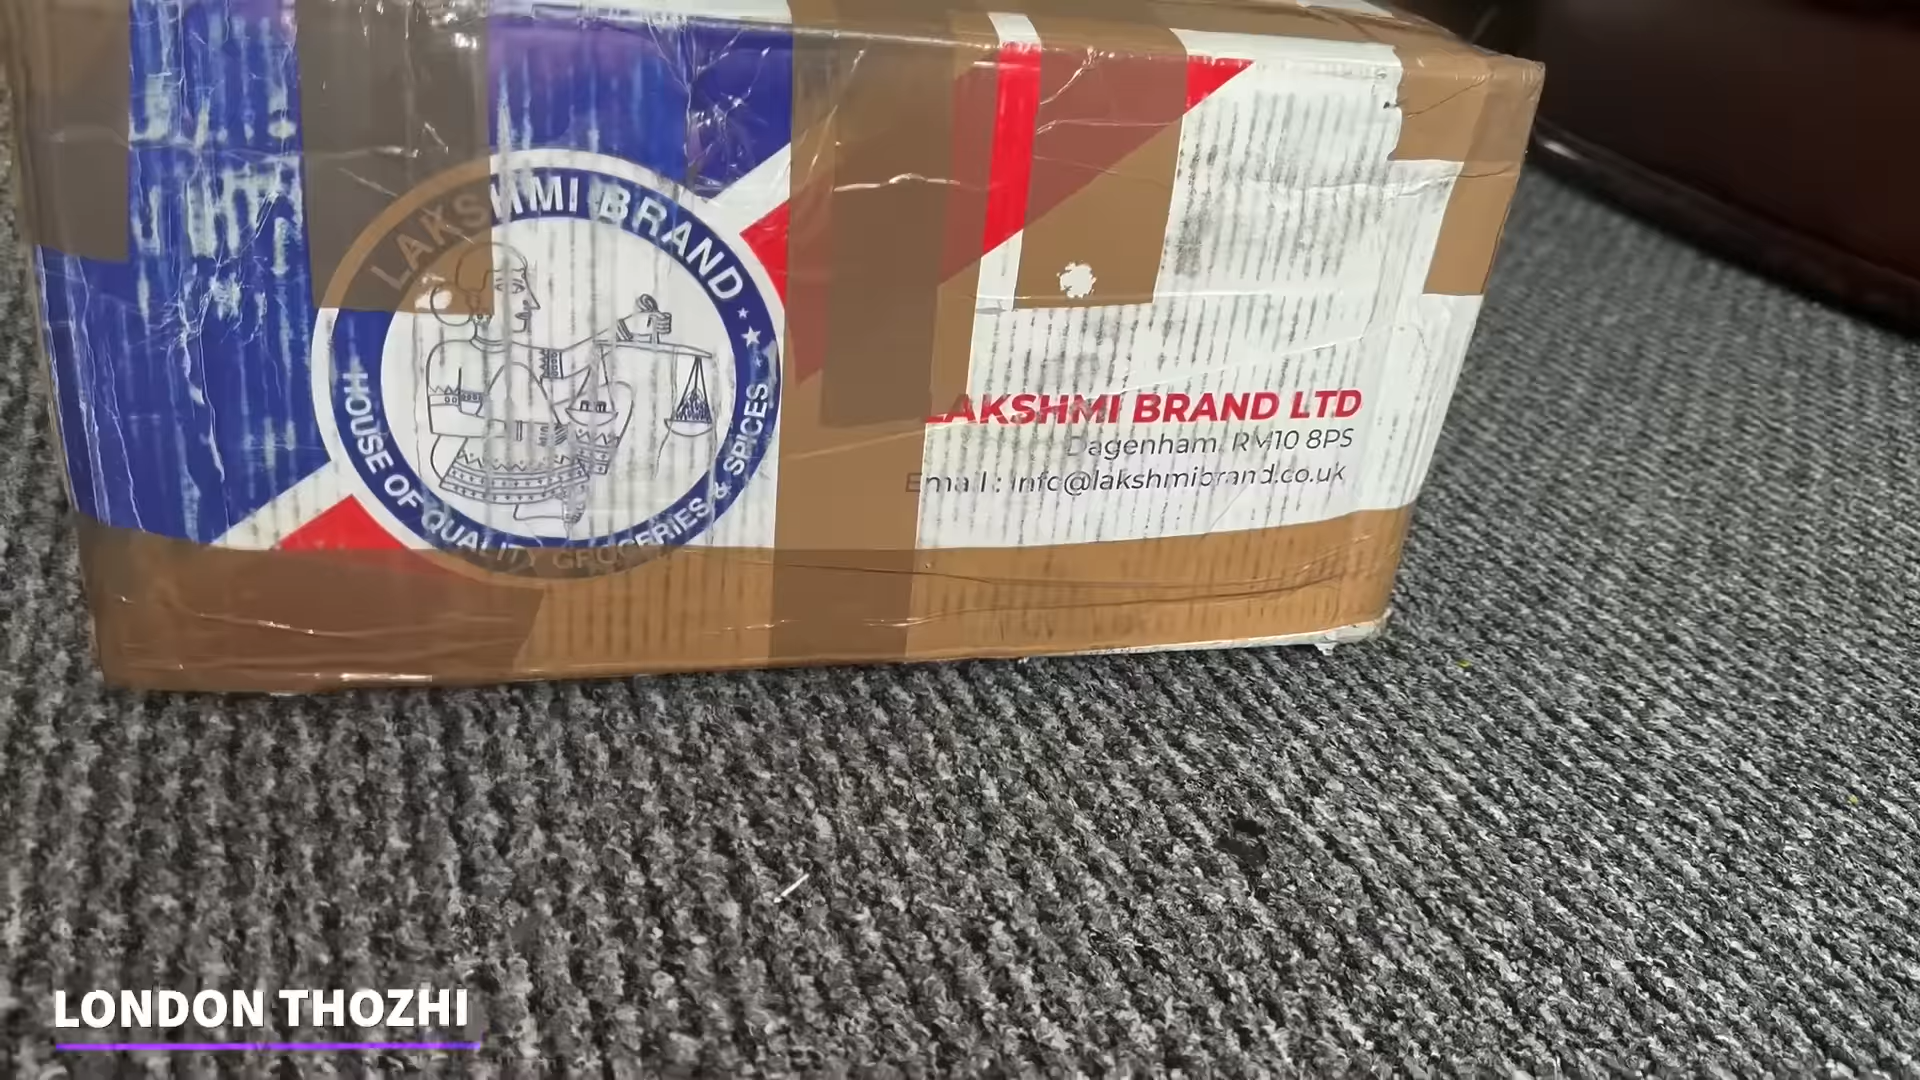 LAKSHMI BRAND
HOUSE OF QUALITY GROCERIES & SPICES
LAKSHMI BRAND LTD
Dagenham. RM10 8PS
Email : info@lakshmibrand.co.uk
LONDON THOZHI